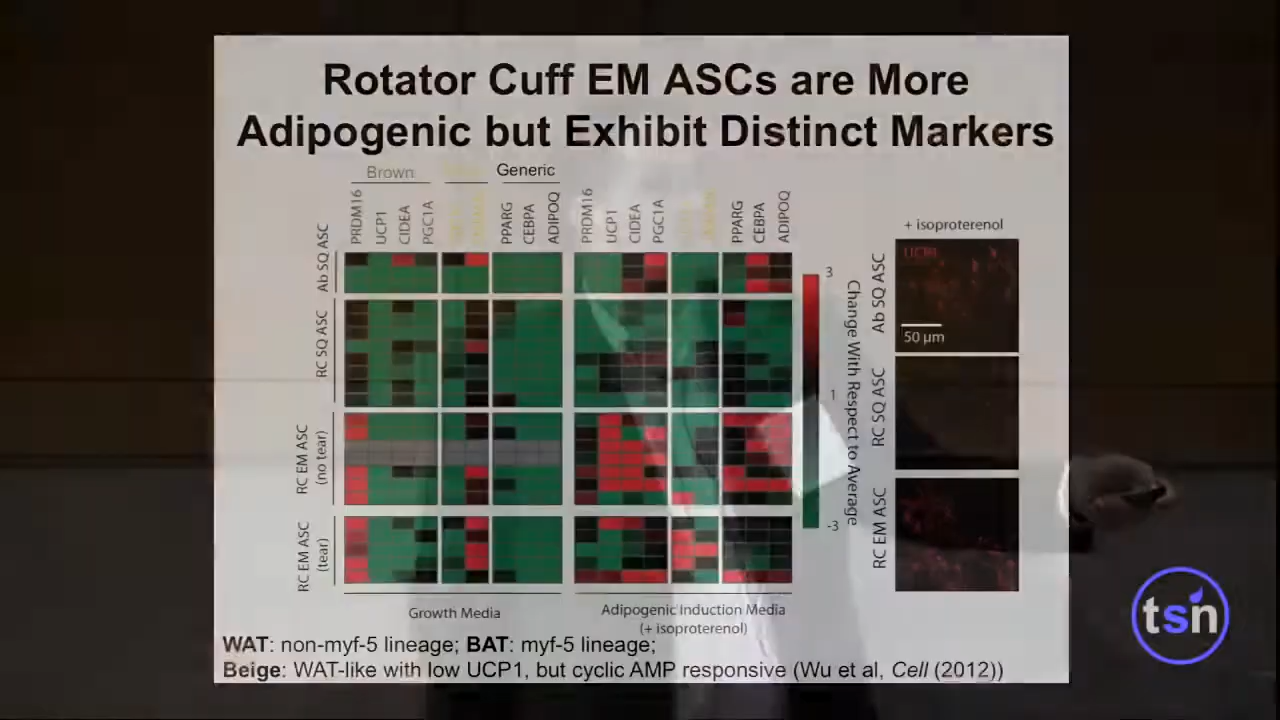 Rotator Cuff EM ASCs are More
Adipogenic but Exhibit Distinct Markers
Brown
Generic
PRDM16
UCP1
CIDEA
PGC1A
PPARG
CEBPA
ADIPOQ
PRDM16
UCP1
CIDEA
PGC1A
PPARG
CEBPA
ADIPOQ
Ab SQ ASC
RC SQ ASC
RC EM ASC
(no tear)
RC EM ASC
(tear)
Growth Media
Adipogenic Induction Media
(+ isoproterenol)
3
1
-3
Change With Respect to Average
+ isoproterenol
Ab SQ ASC
UCP1
50 µm
RC SQ ASC
RC EM ASC
WAT: non-myf-5 lineage; BAT: myf-5 lineage;
Beige: WAT-like with low UCP1, but cyclic AMP responsive (Wu et al, Cell (2012))
tsn